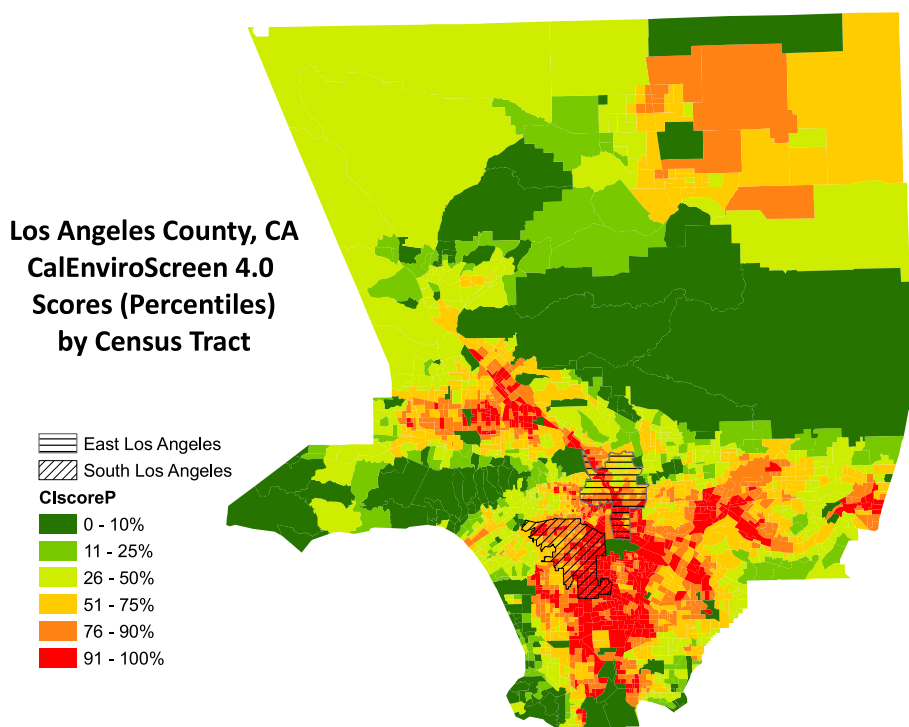 Los Angeles County, CA
CalEnviroScreen 4.0
Scores (Percentiles)
by Census Tract
East Los Angeles
South Los Angeles
CIscoreP
0 - 10%
11 - 25%
26 - 50%
51 - 75%
76 - 90%
91 - 100%